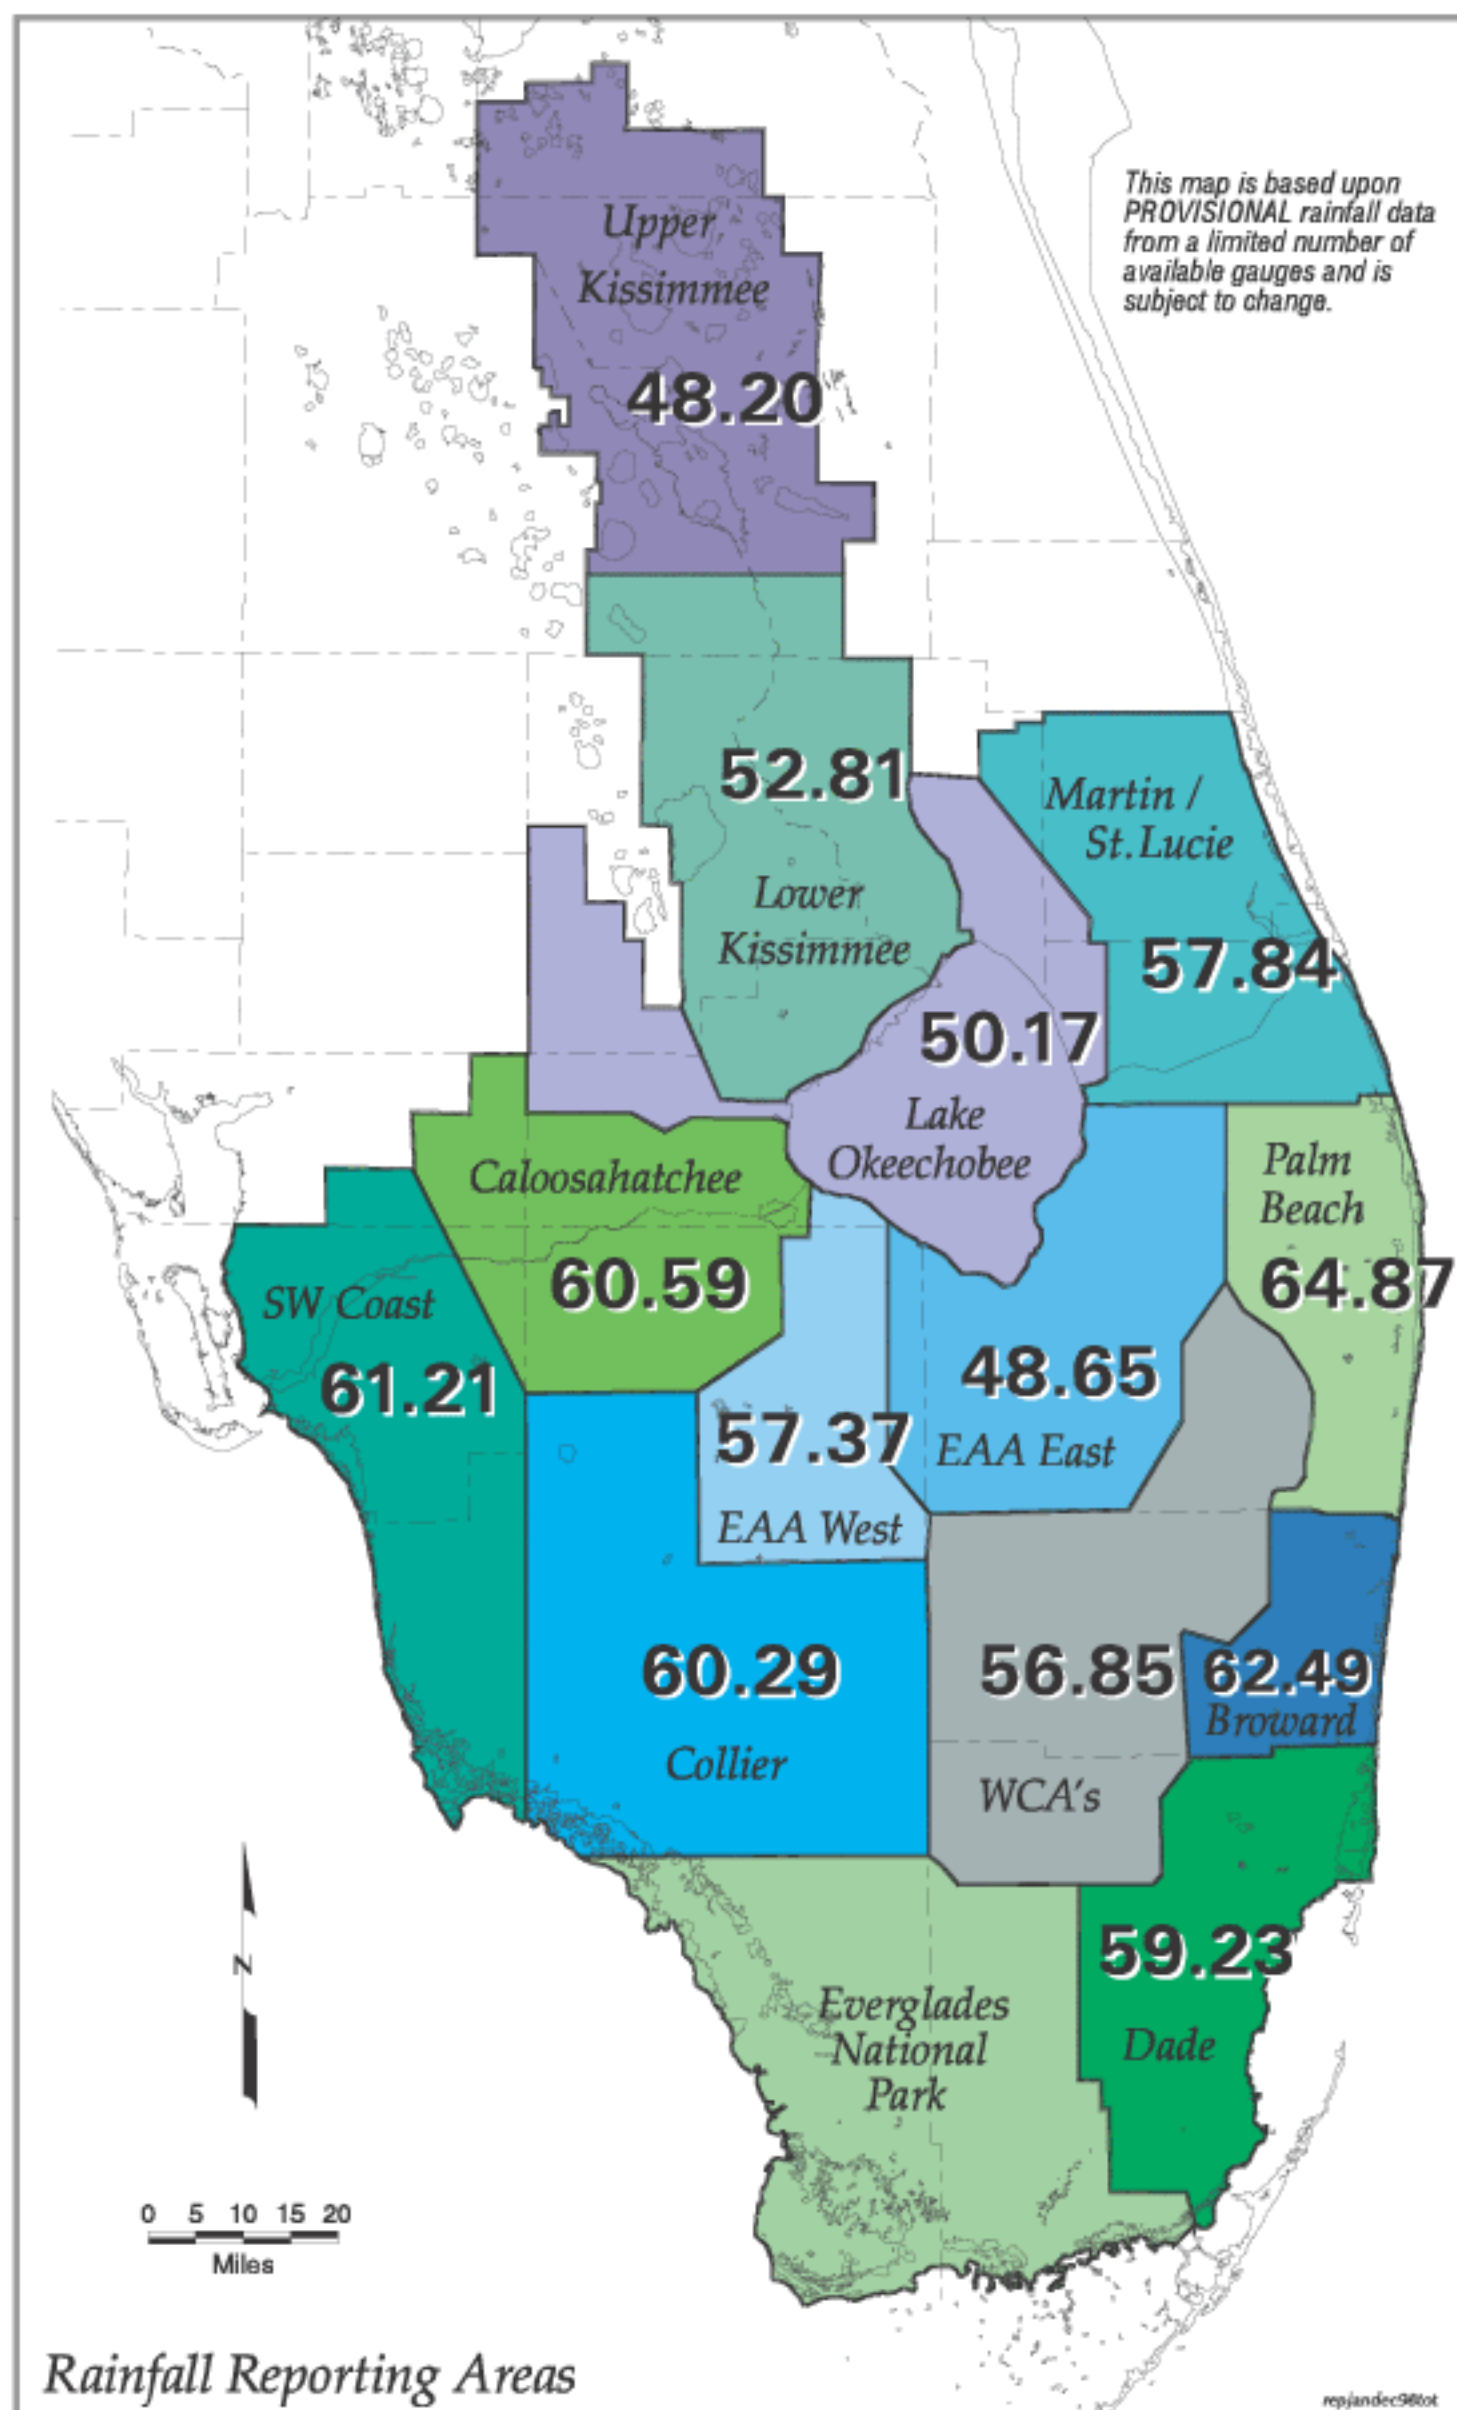 This map is based upon
PROVISIONAL rainfall data
from a limited number of
available gauges and is
subject to change.
Upper
Kissimmee
48.20
52.81
Lower
Kissimmee
Martin /
St. Lucie
57.84
50.17
Lake
Okeechobee
Caloosahatchee
60.59
Palm
Beach
64.87
SW Coast
61.21
48.65
EAA East
57.37
EAA West
60.29
Collier
56.85
WCA's
62.49
Broward
59.23
Dade
Everglades
National
Park
N
0 5 10 15 20
Miles
Rainfall Reporting Areas